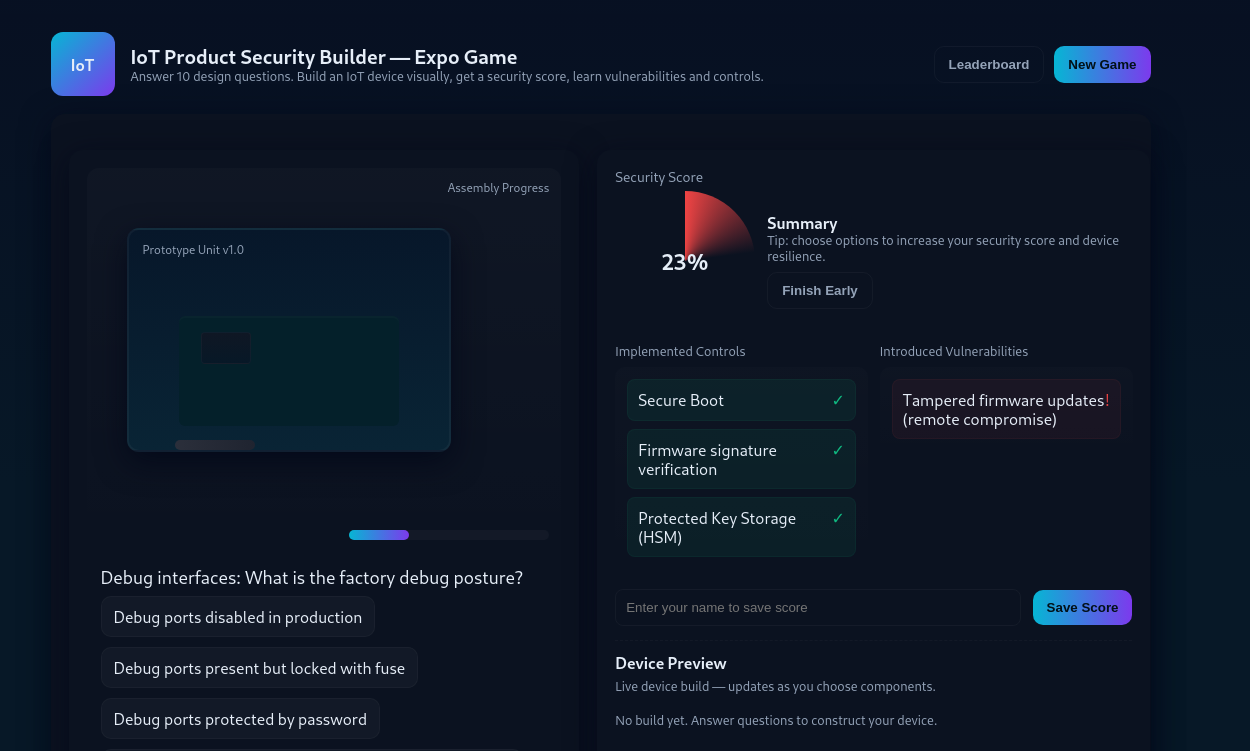 IoT
IoT Product Security Builder — Expo Game
Answer 10 design questions. Build an IoT device visually, get a security score, learn vulnerabilities and controls.
Leaderboard
New Game
Assembly Progress
Prototype Unit v1.0
Debug interfaces: What is the factory debug posture?
Debug ports disabled in production
Debug ports present but locked with fuse
Debug ports protected by password
Security Score
23%
Summary
Tip: choose options to increase your security score and device
resilience.
Finish Early
Implemented Controls
Secure Boot ✓
Firmware signature ✓
verification
Protected Key Storage ✓
(HSM)
Introduced Vulnerabilities
Tampered firmware updates!
(remote compromise)
Enter your name to save score
Save Score
Device Preview
Live device build — updates as you choose components.
No build yet. Answer questions to construct your device.